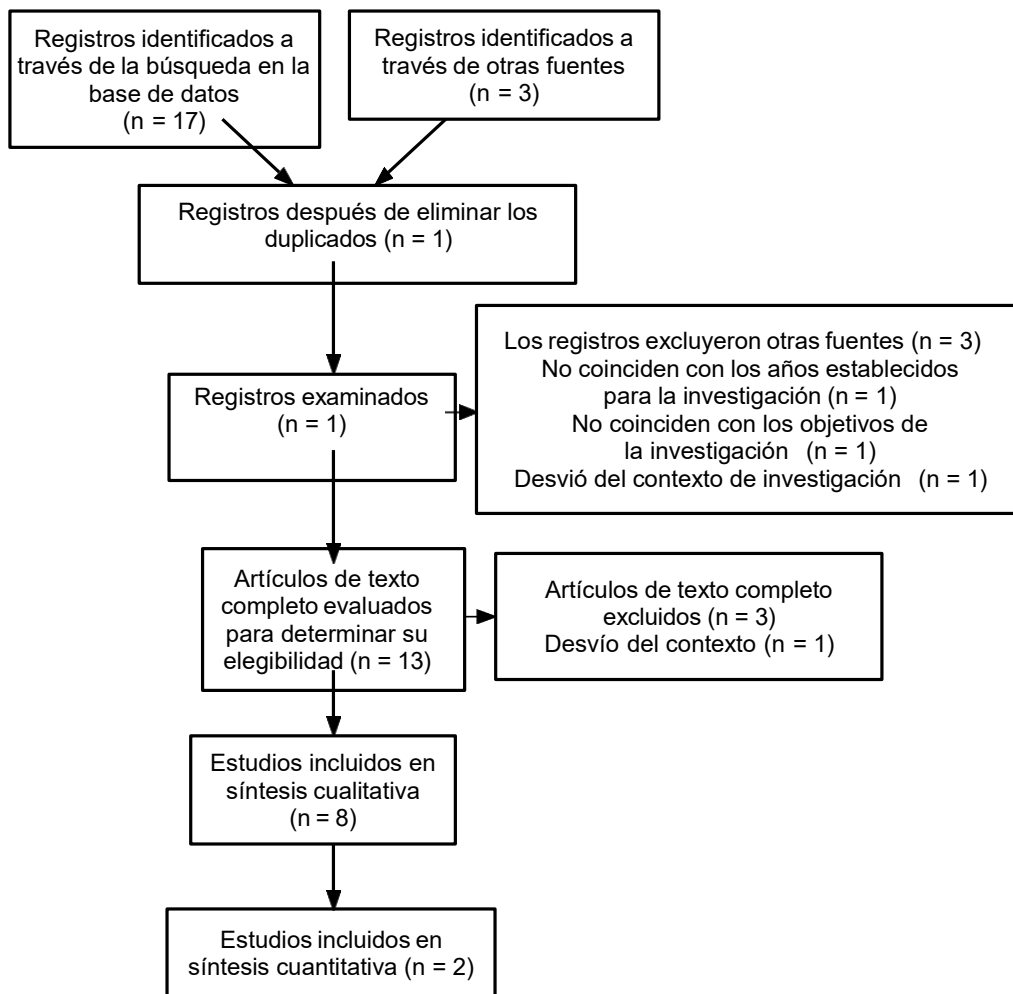 Registros identificados a
través de la búsqueda en la
base de datos
(n = 17)
Registros identificados a
través de otras fuentes
(n = 3)
Registros después de eliminar los
duplicados (n = 1)
Registros examinados
(n = 1)
Los registros excluyeron otras fuentes (n = 3)
No coinciden con los años establecidos
para la investigación (n = 1)
No coinciden con los objetivos de
la investigación (n = 1)
Desvió del contexto de investigación (n = 1)
Artículos de texto
completo evaluados
para determinar su
elegibilidad (n = 13)
Artículos de texto completo
excluidos (n = 3)
Desvío del contexto (n = 1)
Estudios incluidos en
síntesis cualitativa
(n = 8)
Estudios incluidos en
síntesis cuantitativa (n = 2)